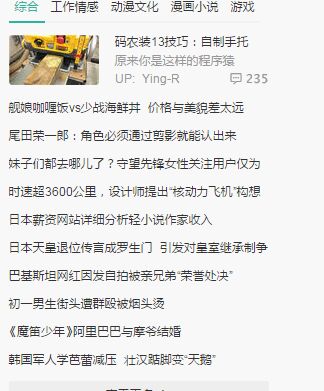 综合 工作情感 动漫文化 漫画小说 游戏
码农装13技巧：自制手托
原来你是这样的程序猿
UP: Ying-R 235
舰娘咖喱饭vs少战海鲜丼 价格与美貌差太远
尾田荣一郎：角色必须通过剪影就能认出来
妹子们都去哪儿了？守望先锋女性关注用户仅为
时速超3600公里，设计师提出“核动力飞机”构想
日本薪资网站详细分析轻小说作家收入
日本天皇退位传言成罗生门 引发对皇室继承制争
巴基斯坦网红因发自拍被亲兄弟“荣誉处决”
初一男生街头遭群殴被烟头烫
《魔笛少年》阿里巴巴与摩爷结婚
韩国军人学芭蕾减压 壮汉踮脚变“天鹅”